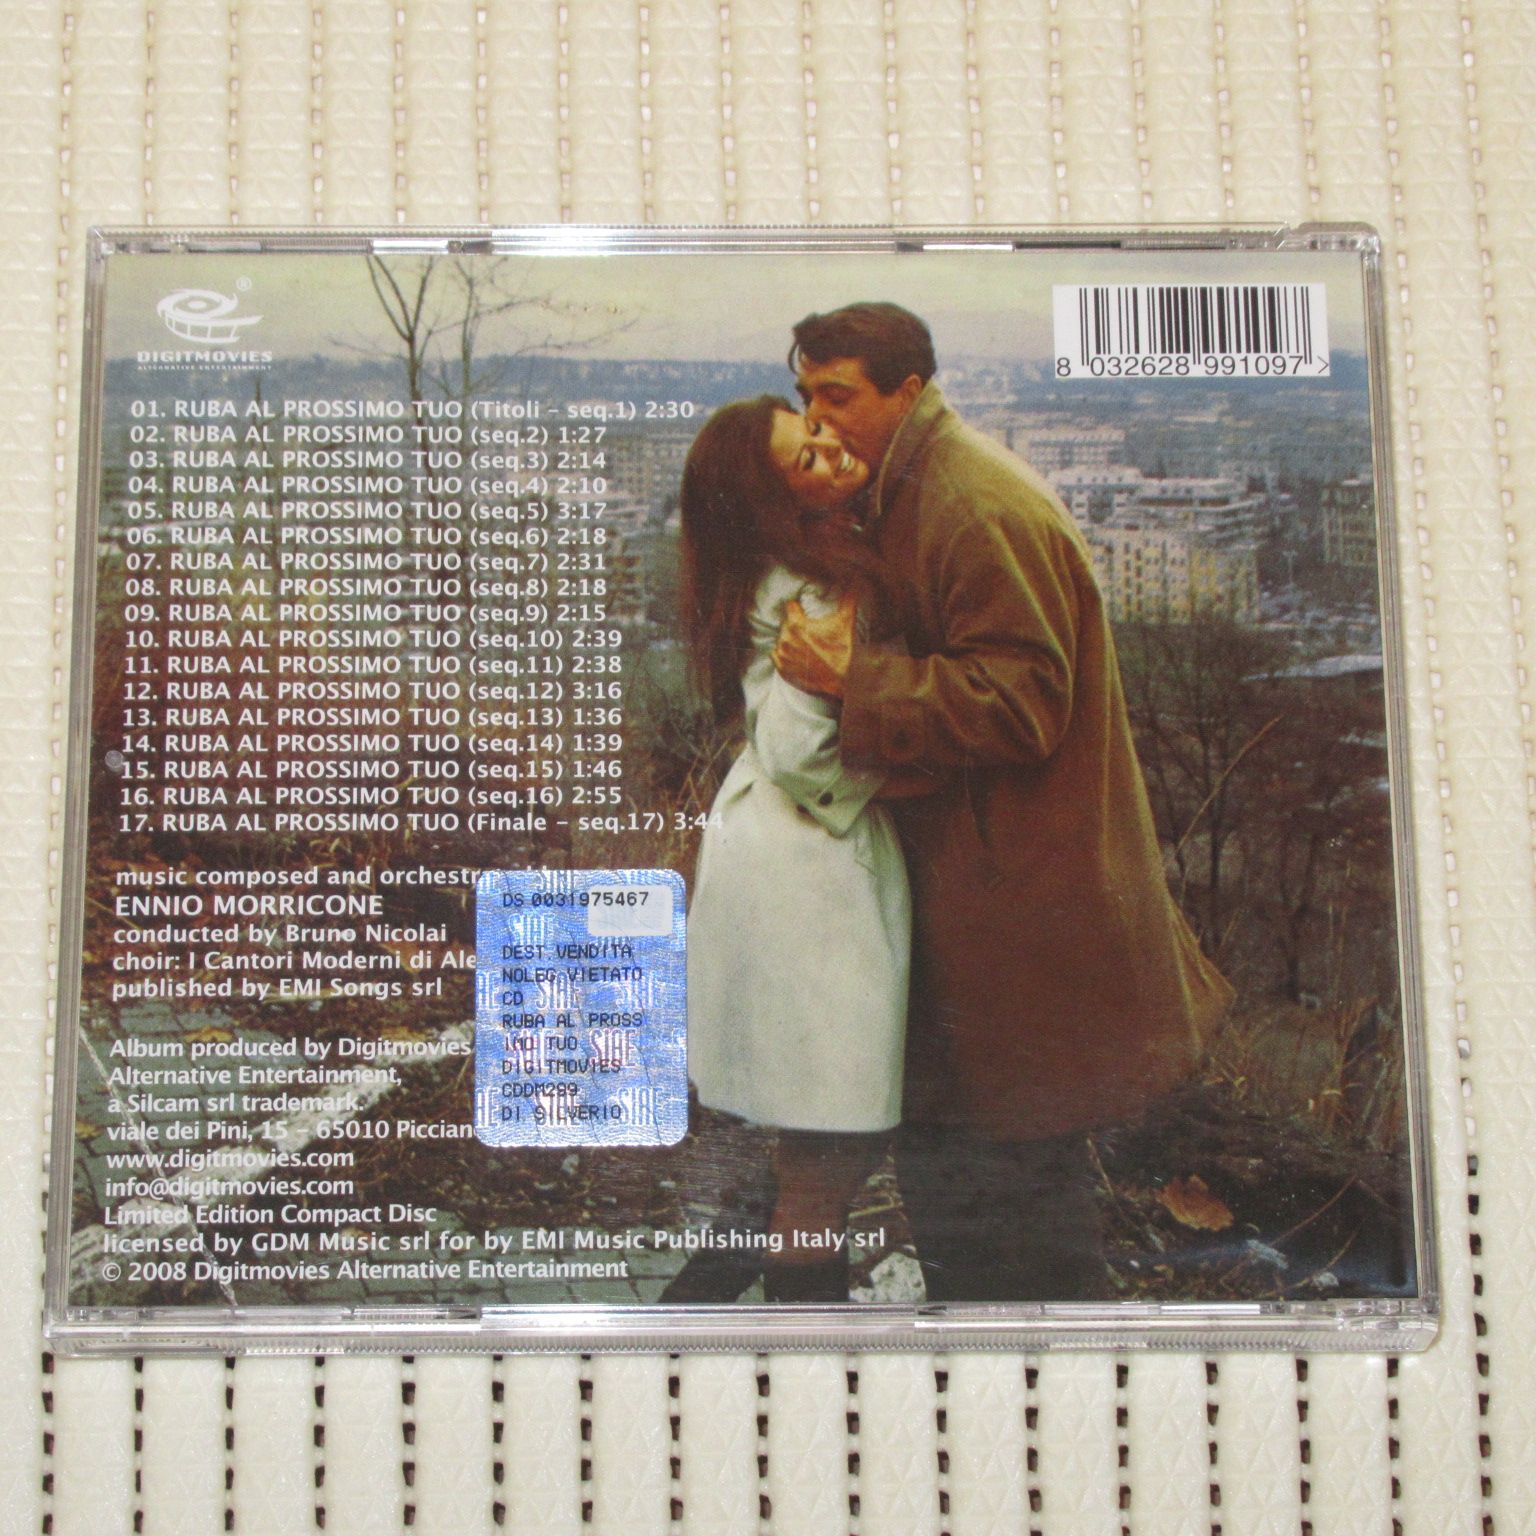 ®
DIGITMOVIES
ALTERNATIVE ENTERTAINMENT
8 032628 991097 >
01. RUBA AL PROSSIMO TUO (Titoli - seq.1) 2:30
02. RUBA AL PROSSIMO TUO (seq.2) 1:27
03. RUBA AL PROSSIMO TUO (seq.3) 2:14
04. RUBA AL PROSSIMO TUO (seq.4) 2:10
05. RUBA AL PROSSIMO TUO (seq.5) 3:17
06. RUBA AL PROSSIMO TUO (seq.6) 2:18
07. RUBA AL PROSSIMO TUO (seq.7) 2:31
08. RUBA AL PROSSIMO TUO (seq.8) 2:18
09. RUBA AL PROSSIMO TUO (seq.9) 2:15
10. RUBA AL PROSSIMO TUO (seq.10) 2:39
11. RUBA AL PROSSIMO TUO (seq.11) 2:38
12. RUBA AL PROSSIMO TUO (seq.12) 3:16
13. RUBA AL PROSSIMO TUO (seq.13) 1:36
14. RUBA AL PROSSIMO TUO (seq.14) 1:39
15. RUBA AL PROSSIMO TUO (seq.15) 1:46
16. RUBA AL PROSSIMO TUO (seq.16) 2:55
17. RUBA AL PROSSIMO TUO (Finale - seq.17) 3:44
music composed and
ENNIO MORRICONE
conducted by Bruno Nicolai
choir: I Cantori Moderni di
published by EMI Songs srl
Album produced by Digitmovies
Alternative Entertainment,
a Silcam srl trademark.
viale dei Pini, 15 - 65010
www.digitmovies.com
info@digitmovies.com
Limited Edition Compact Disc
licensed by GDM Music srl for by EMI Music Publishing Italy srl
© 2008 Digitmovies Alternative Entertainment
DS 0031975467
SIAE
DEST.VENDITA
NOLEG.VIETATO
CD
RUBA AL PROSS
IMO TUO
DIGITMOVIES
CDDM299
DI SILVERIO